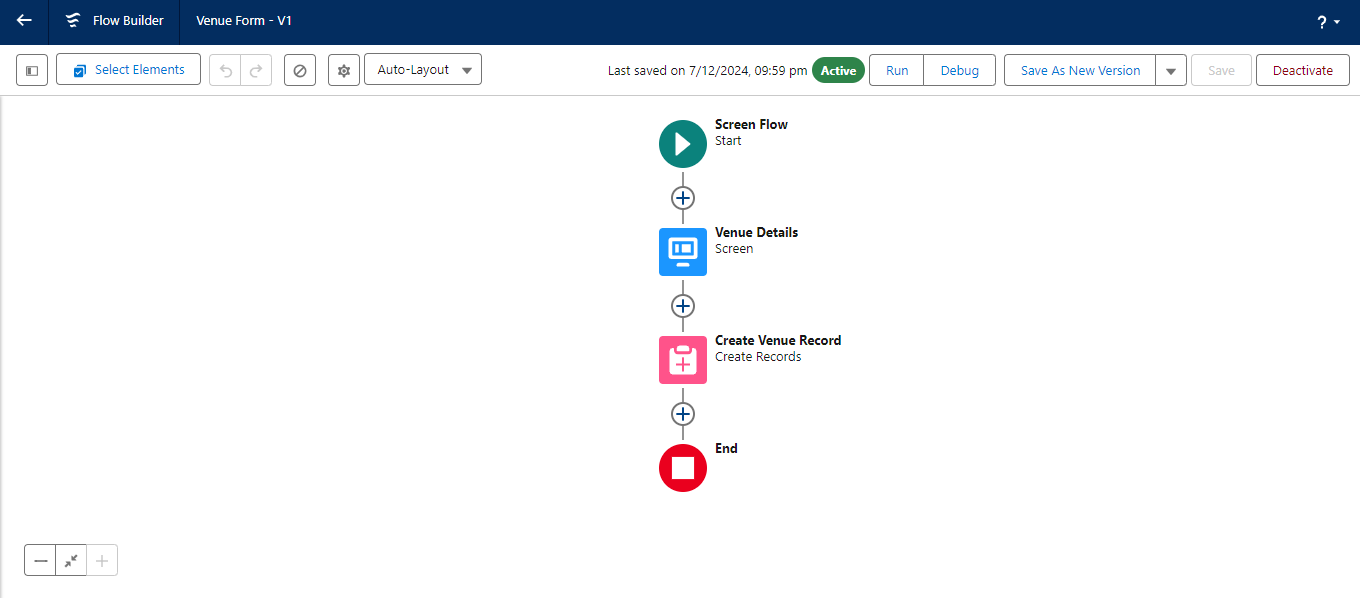 Flow Builder
Venue Form - V1
?
Select Elements
Auto-Layout
Last saved on 7/12/2024, 09:59 pm
Active
Run
Debug
Save As New Version
Save
Deactivate
Screen Flow
Start
Venue Details
Screen
Create Venue Record
Create Records
End